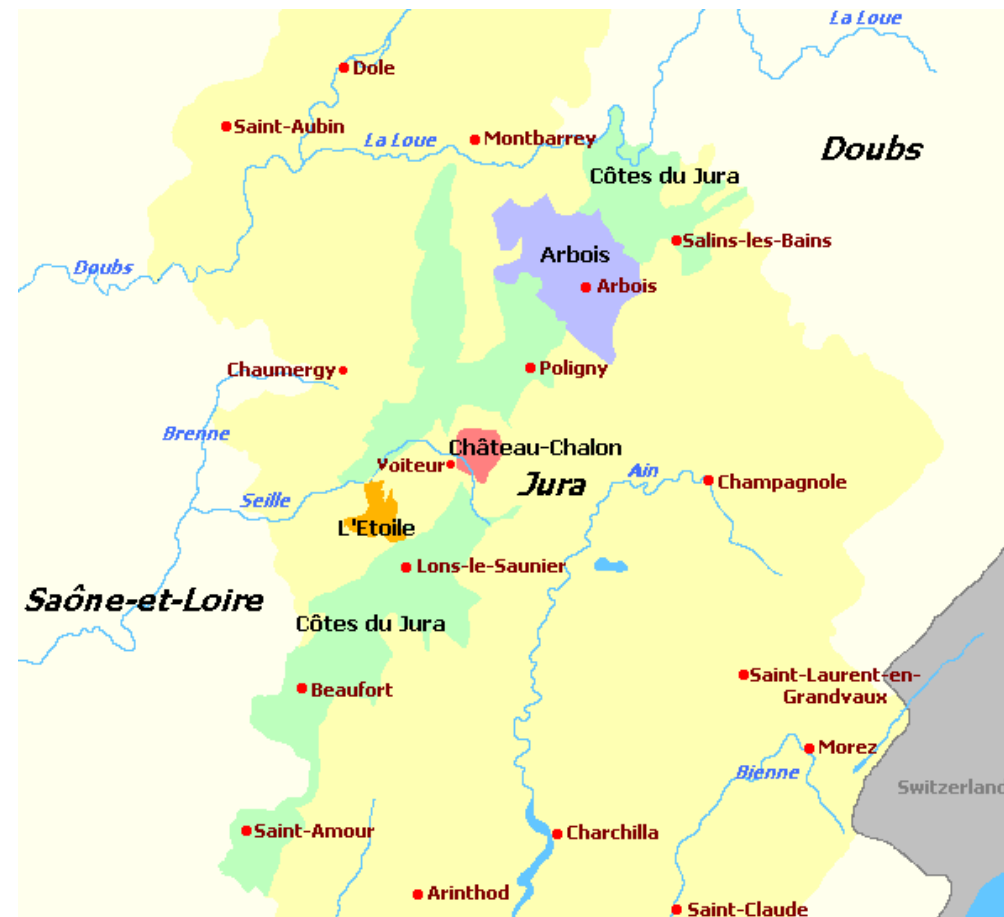 La Loue
Dole
Saint-Aubin
La Loue
Montbarrey
Doubs
Côtes du Jura
Salins-les-Bains
Arbois
Doubs
Arbois
Chaumergy
Poligny
Brenne
Château-Chalon
Voiteur
Jura
Ain
Champagnole
Seille
L'Etoile
Lons-le-Saunier
Saône-et-Loire
Côtes du Jura
Saint-Laurent-en-
Grandvaux
Beaufort
Morez
Bienne
Switzerland
Saint-Amour
Charchilla
Arinthod
Saint-Claude